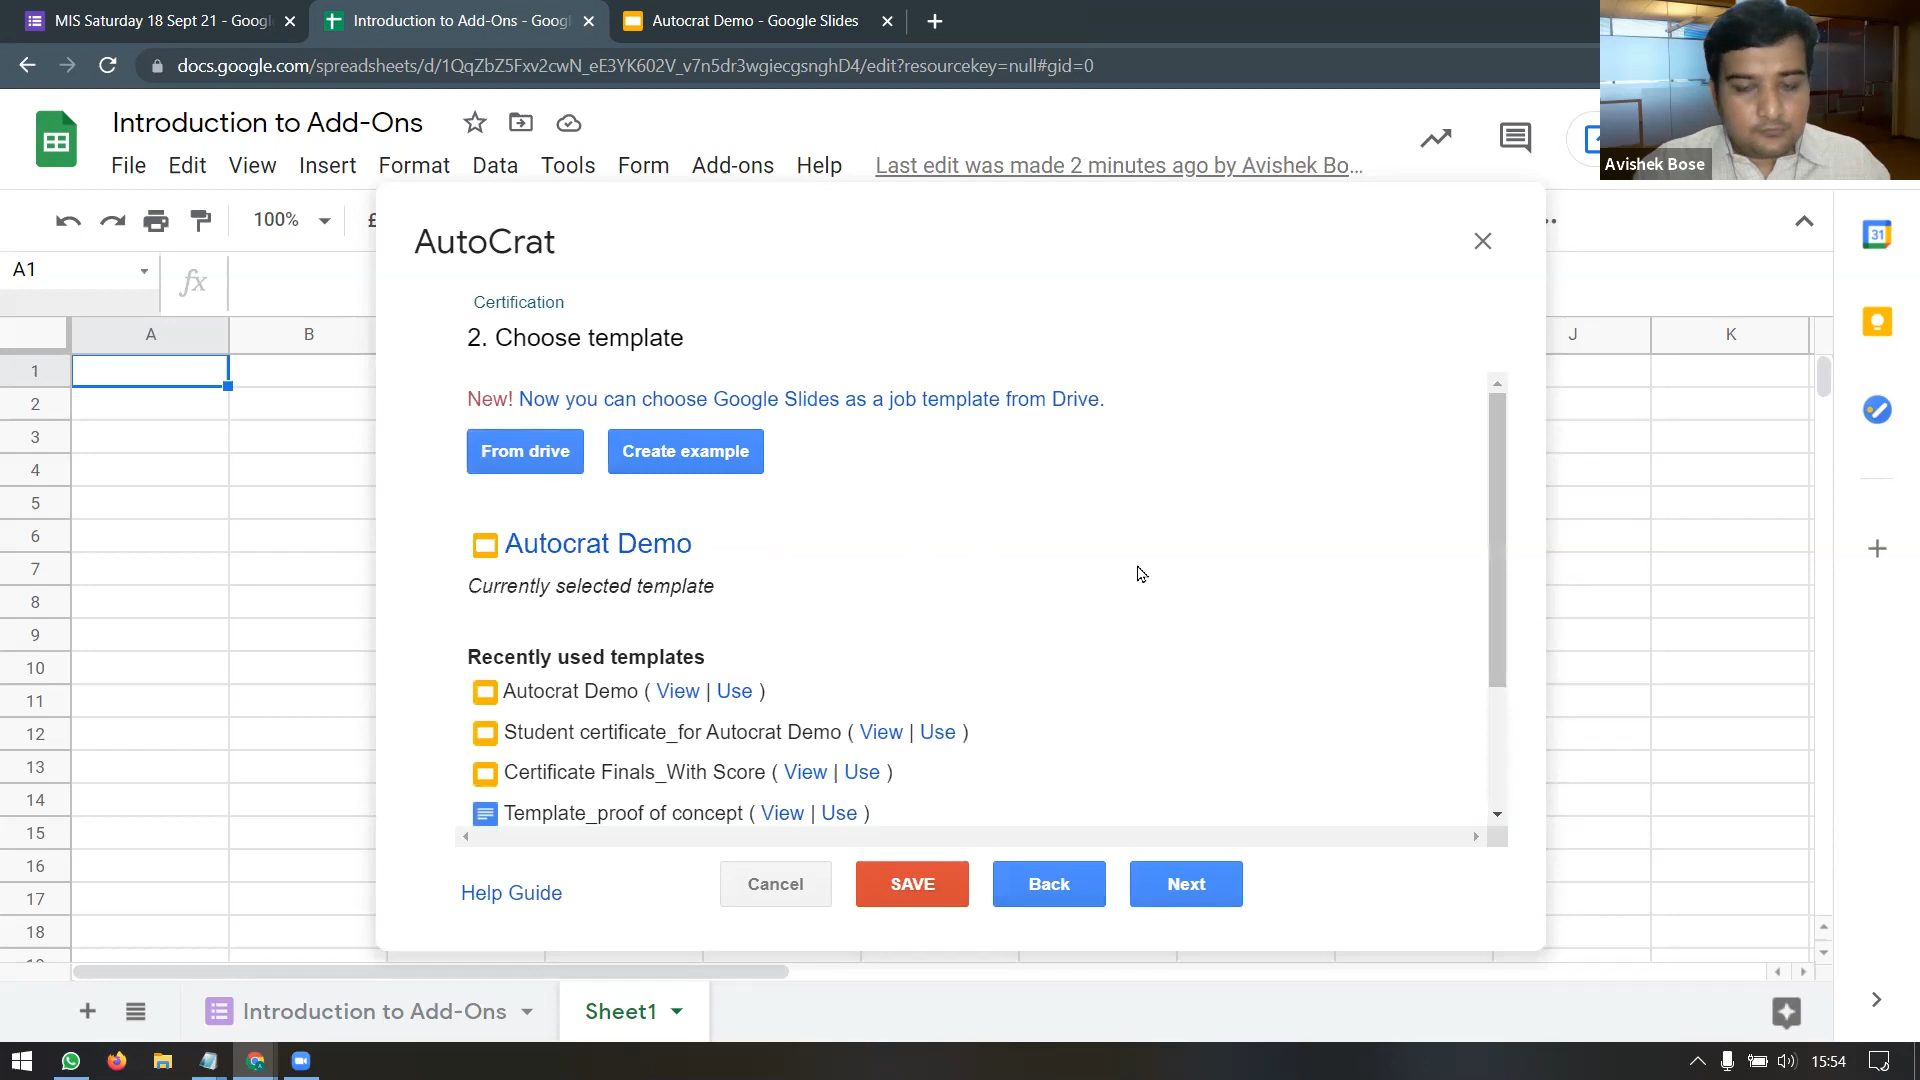 MIS Saturday 18 Sept 21 - Googl
Introduction to Add-Ons - Googl
Autocrat Demo - Google Slides
docs.google.com/spreadsheets/d/1QqZbZ5Fxv2cwN_eE3YK602V_v7n5dr3wgiecgsnghD4/edit?resourcekey=null#gid=0
Introduction to Add-Ons
File Edit View Insert Format Data Tools Form Add-ons Help Last edit was made 2 minutes ago by Avishek Bo...
Avishek Bose
100% £
A1
fx
A B J K
1
2
3
4
5
6
7
8
9
10
11
12
13
14
15
16
17
18
AutoCrat
Certification
2. Choose template
New! Now you can choose Google Slides as a job template from Drive.
From drive Create example
Autocrat Demo
Currently selected template
Recently used templates
Autocrat Demo ( View | Use )
Student certificate_for Autocrat Demo ( View | Use )
Certificate Finals_With Score ( View | Use )
Template_proof of concept ( View | Use )
Help Guide Cancel SAVE Back Next
31
Introduction to Add-Ons Sheet1
15:54